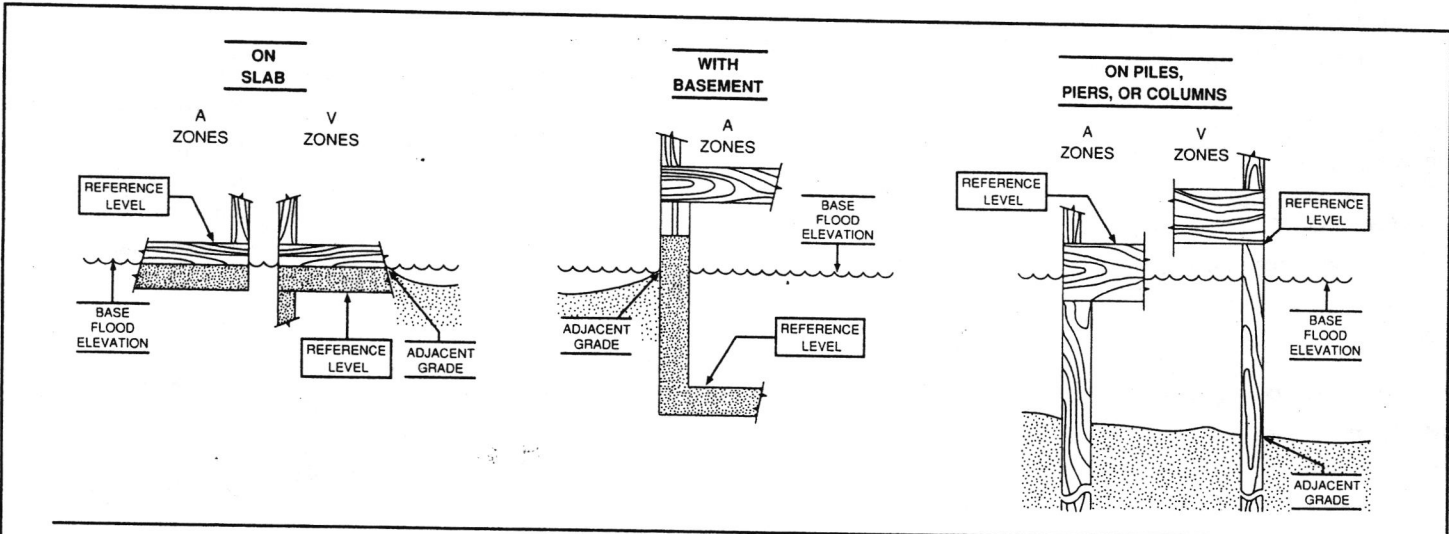 ON
SLAB
A
ZONES
V
ZONES
REFERENCE
LEVEL
BASE
FLOOD
ELEVATION
REFERENCE
LEVEL
ADJACENT
GRADE
WITH
BASEMENT
A
ZONES
BASE
FLOOD
ELEVATION
ADJACENT
GRADE
REFERENCE
LEVEL
ON PILES,
PIERS, OR COLUMNS
A
ZONES
V
ZONES
REFERENCE
LEVEL
REFERENCE
LEVEL
BASE
FLOOD
ELEVATION
ADJACENT
GRADE